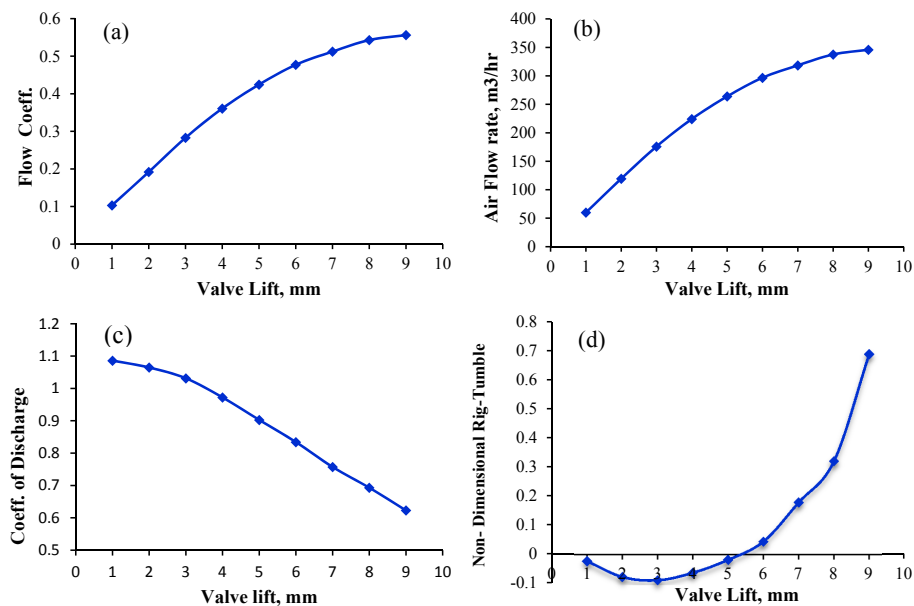 (a)
Flow Coeff.
0.6
0.5
0.4
0.3
0.2
0.1
0
0 1 2 3 4 5 6 7 8 9 10
Valve Lift, mm
(b)
Air Flow rate, m3/hr
400
350
300
250
200
150
100
50
0
0 1 2 3 4 5 6 7 8 9 10
Valve Lift, mm
(c)
Coeff. of Discharge
1.2
1.1
1
0.9
0.8
0.7
0.6
0.5
0 1 2 3 4 5 6 7 8 9 10
Valve lift, mm
(d)
Non- Dimensional Rig-Tumble
0.8
0.7
0.6
0.5
0.4
0.3
0.2
0.1
0
-0.1
0 1 2 3 4 5 6 7 8 9 10
Valve Lift, mm